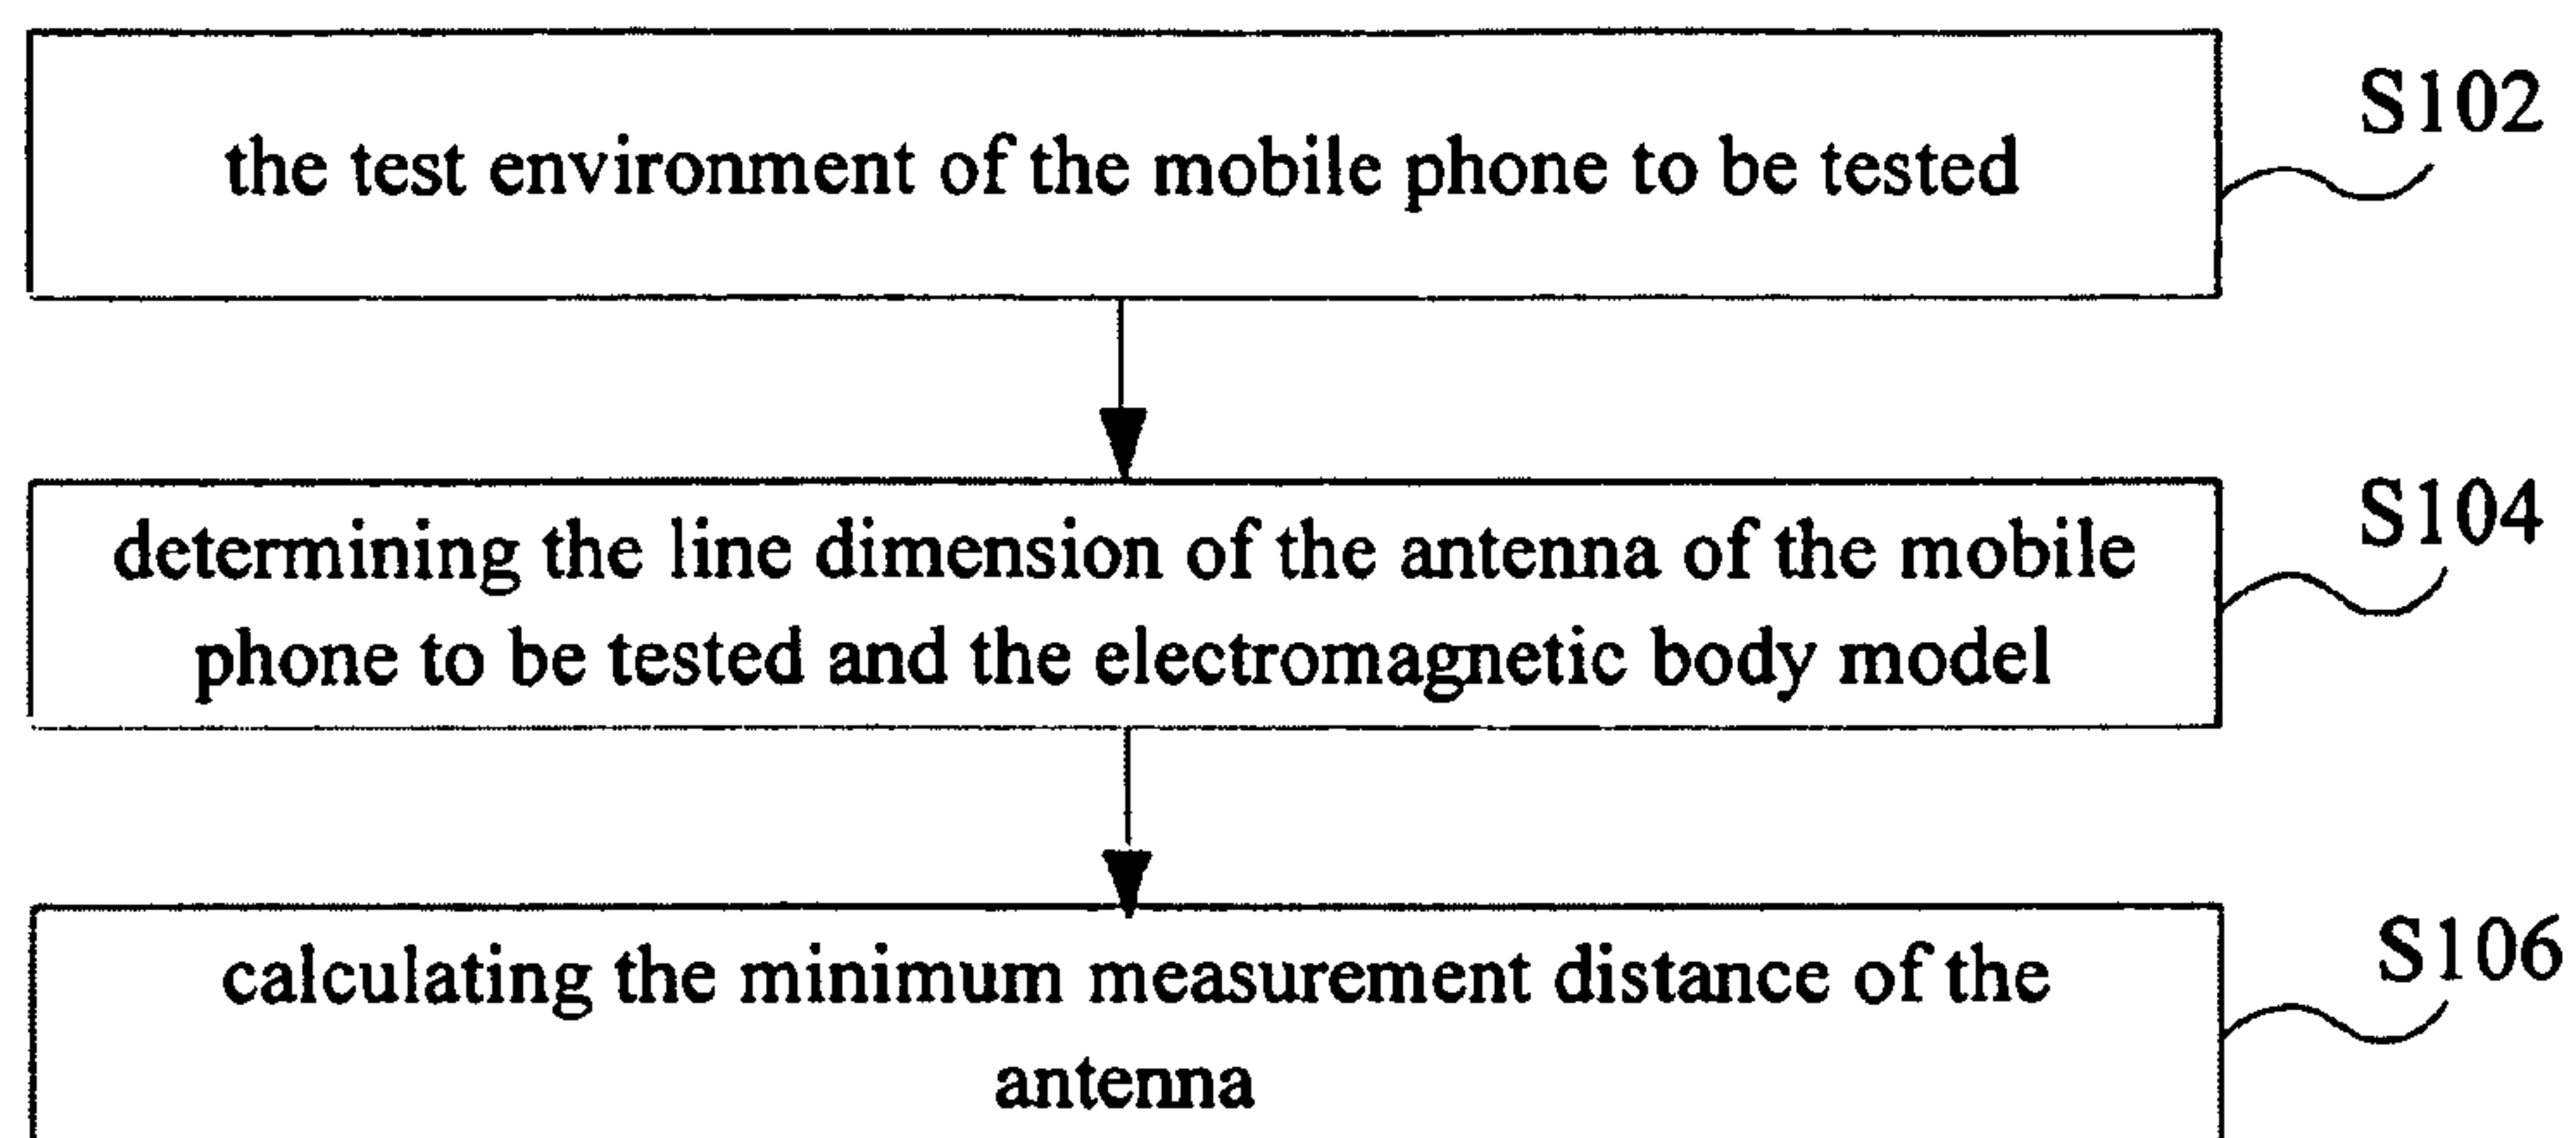 the test environment of the mobile phone to be tested
S102
determining the line dimension of the antenna of the mobile
phone to be tested and the electromagnetic body model
S104
calculating the minimum measurement distance of the
antenna
S106